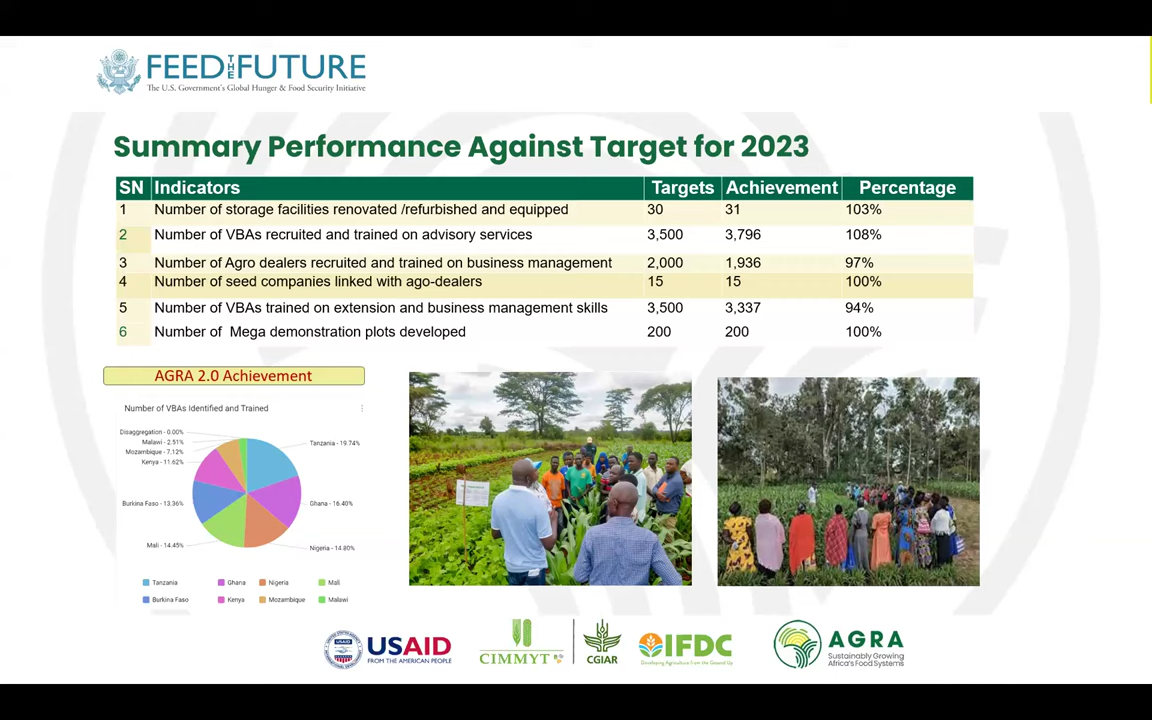 FEED THE FUTURE
The U.S. Government's Global Hunger & Food Security Initiative
Summary Performance Against Target for 2023
SN Indicators Targets Achievement Percentage
1 Number of storage facilities renovated /refurbished and equipped 30 31 103%
2 Number of VBAs recruited and trained on advisory services 3,500 3,796 108%
3 Number of Agro dealers recruited and trained on business management 2,000 1,936 97%
4 Number of seed companies linked with ago-dealers 15 15 100%
5 Number of VBAs trained on extension and business management skills 3,500 3,337 94%
6 Number of Mega demonstration plots developed 200 200 100%
AGRA 2.0 Achievement
Number of VBAs Identified and Trained
Disaggregation - 0.00%
Malawi - 2.51%
Mozambique - 7.12%
Kenya - 11.62%
Tanzania - 19.74%
Burkina Faso - 13.36%
Ghana - 16.40%
Mali - 14.45%
Nigeria - 14.80%
Tanzania Ghana Nigeria Mali
Burkina Faso Kenya Mozambique Malawi
USAID
FROM THE AMERICAN PEOPLE
CIMMYT
CGIAR
IFDC
Developing Agriculture from the Ground Up
AGRA
Sustainably Growing
Africa's Food Systems